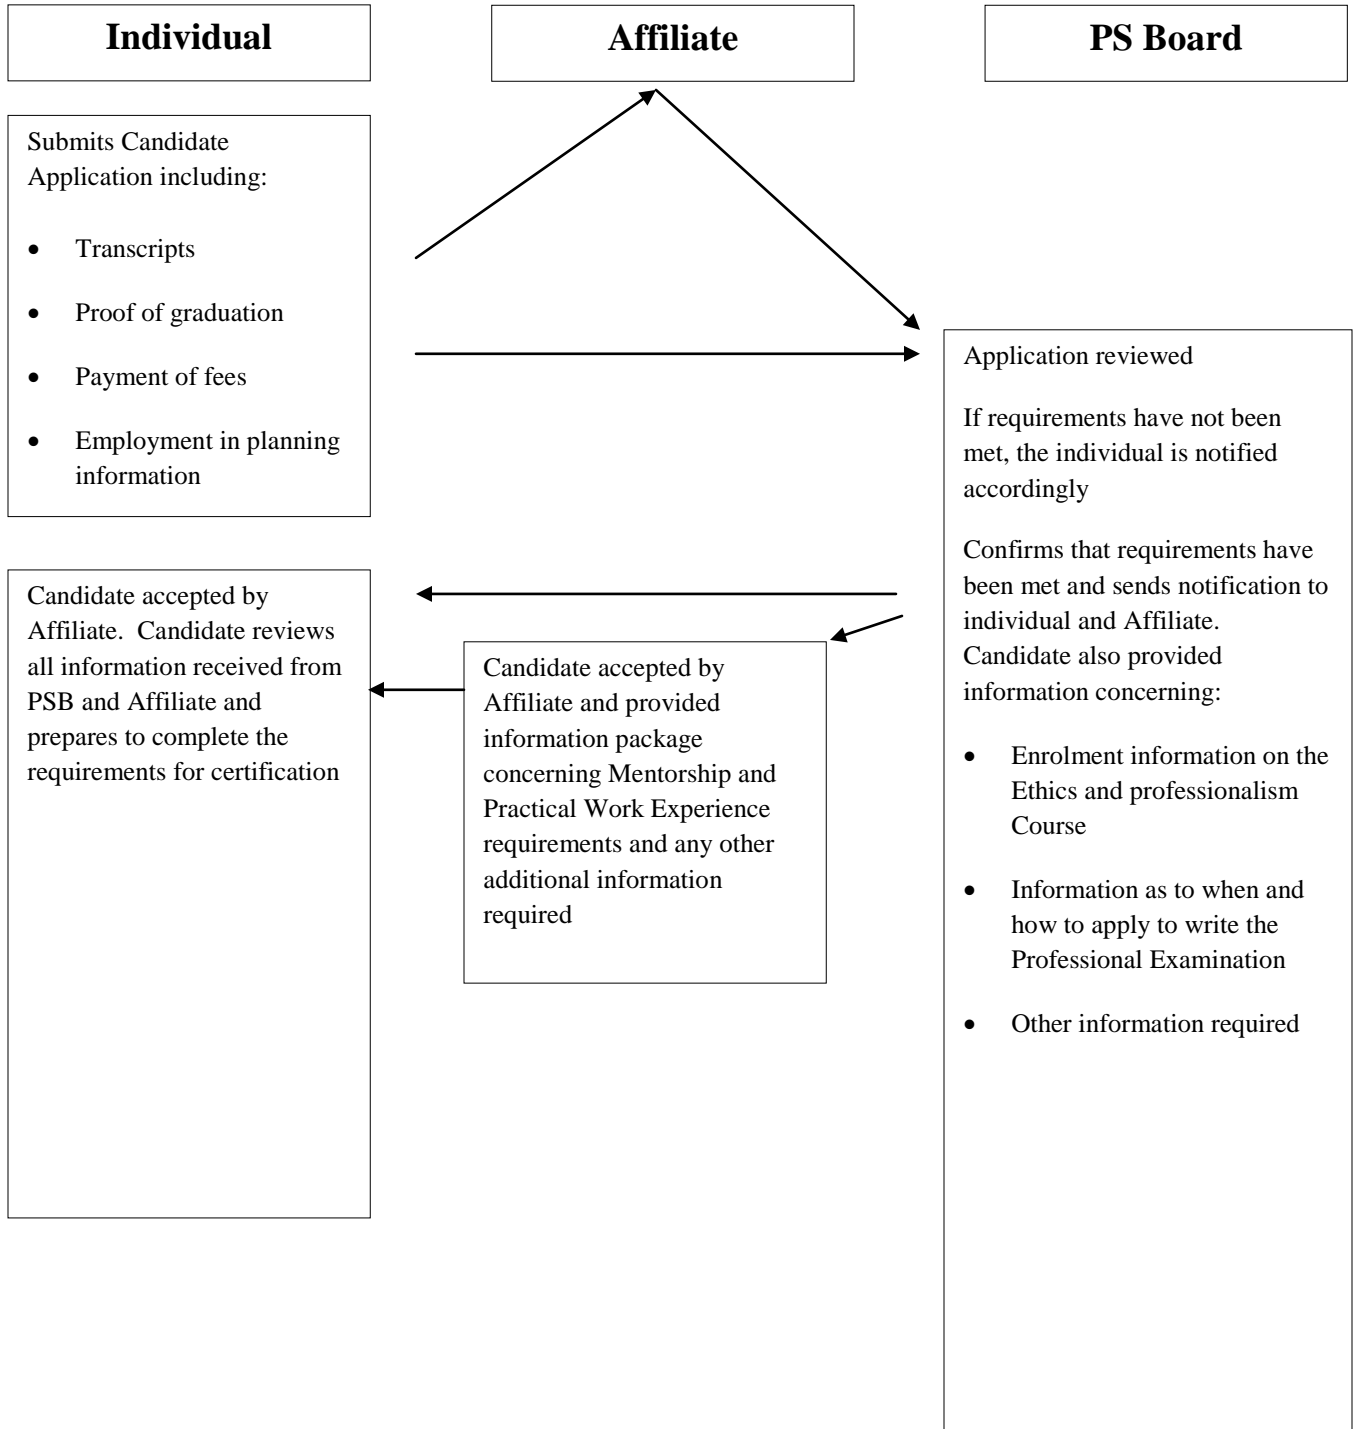 Individual
Affiliate
PS Board
Submits Candidate
Application including:
• Transcripts
• Proof of graduation
• Payment of fees
• Employment in planning
information
Application reviewed
If requirements have not been
met, the individual is notified
accordingly
Confirms that requirements have
been met and sends notification to
individual and Affiliate.
Candidate also provided
information concerning:
• Enrolment information on the
Ethics and professionalism
Course
• Information as to when and
how to apply to write the
Professional Examination
• Other information required
Candidate accepted by
Affiliate and provided
information package
concerning Mentorship and
Practical Work Experience
requirements and any other
additional information
required
Candidate accepted by
Affiliate.  Candidate reviews
all information received from
PSB and Affiliate and
prepares to complete the
requirements for certification